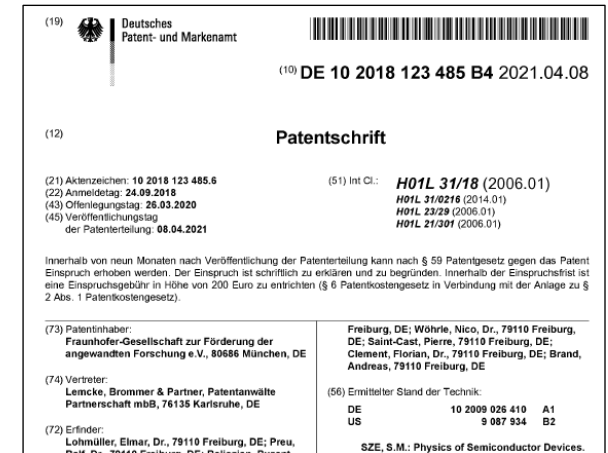 (19)
Deutsches
Patent- und Markenamt
(10) DE 10 2018 123 485 B4 2021.04.08
(12)
Patentschrift
(21) Aktenzeichen: 10 2018 123 485.6
(22) Anmeldetag: 24.09.2018
(43) Offenlegungstag: 26.03.2020
(45) Veröffentlichungstag
der Patenterteilung: 08.04.2021
(51) Int Cl.: H01L 31/18 (2006.01)
H01L 31/0216 (2014.01)
H01L 23/29 (2006.01)
H01L 21/301 (2006.01)
Innerhalb von neun Monaten nach Veröffentlichung der Patenterteilung kann nach § 59 Patentgesetz gegen das Patent
Einspruch erhoben werden. Der Einspruch ist schriftlich zu erklären und zu begründen. Innerhalb der Einspruchsfrist ist
eine Einspruchsgebühr in Höhe von 200 Euro zu entrichten (§ 6 Patentkostengesetz in Verbindung mit der Anlage zu §
2 Abs. 1 Patentkostengesetz).
(73) Patentinhaber:
Fraunhofer-Gesellschaft zur Förderung der
angewandten Forschung e.V., 80686 München, DE
(74) Vertreter:
Lemcke, Brommer & Partner, Patentanwälte
Partnerschaft mbB, 76135 Karlsruhe, DE
(72) Erfinder:
Lohmüller, Elmar, Dr., 79110 Freiburg, DE; Preu,
Ralf, Dr., 79110 Freiburg, DE;
Freiburg, DE; Wöhrle, Nico, Dr., 79110 Freiburg,
DE; Saint-Cast, Pierre, 79110 Freiburg, DE;
Clement, Florian, Dr., 79110 Freiburg, DE; Brand,
Andreas, 79110 Freiburg, DE
(56) Ermittelter Stand der Technik:
DE 10 2009 026 410 A1
US 9 087 934 B2
SZE, S.M.: Physics of Semiconductor Devices.